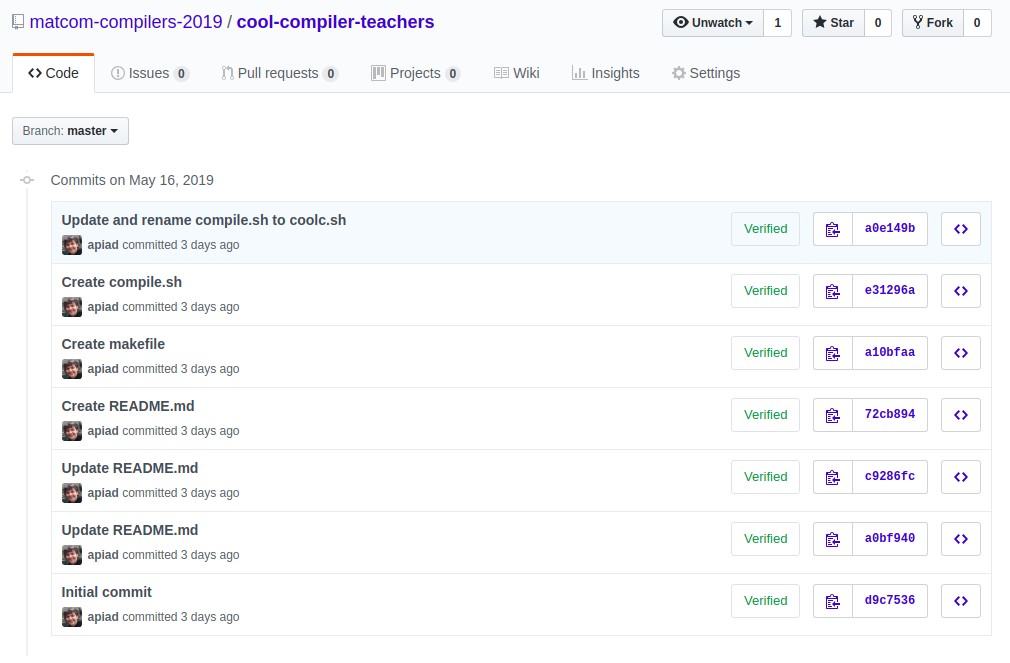 matcom-compilers-2019 / cool-compiler-teachers
Unwatch 1 Star 0 Fork 0
Code Issues 0 Pull requests 0 Projects 0 Wiki Insights Settings
Branch: master
Commits on May 16, 2019
Update and rename compile.sh to coolc.sh
apiad committed 3 days ago
Verified a0e149b
Create compile.sh
apiad committed 3 days ago
Verified e31296a
Create makefile
apiad committed 3 days ago
Verified a10bfaa
Create README.md
apiad committed 3 days ago
Verified 72cb894
Update README.md
apiad committed 3 days ago
Verified c9286fc
Update README.md
apiad committed 3 days ago
Verified a0bf940
Initial commit
apiad committed 3 days ago
Verified d9c7536